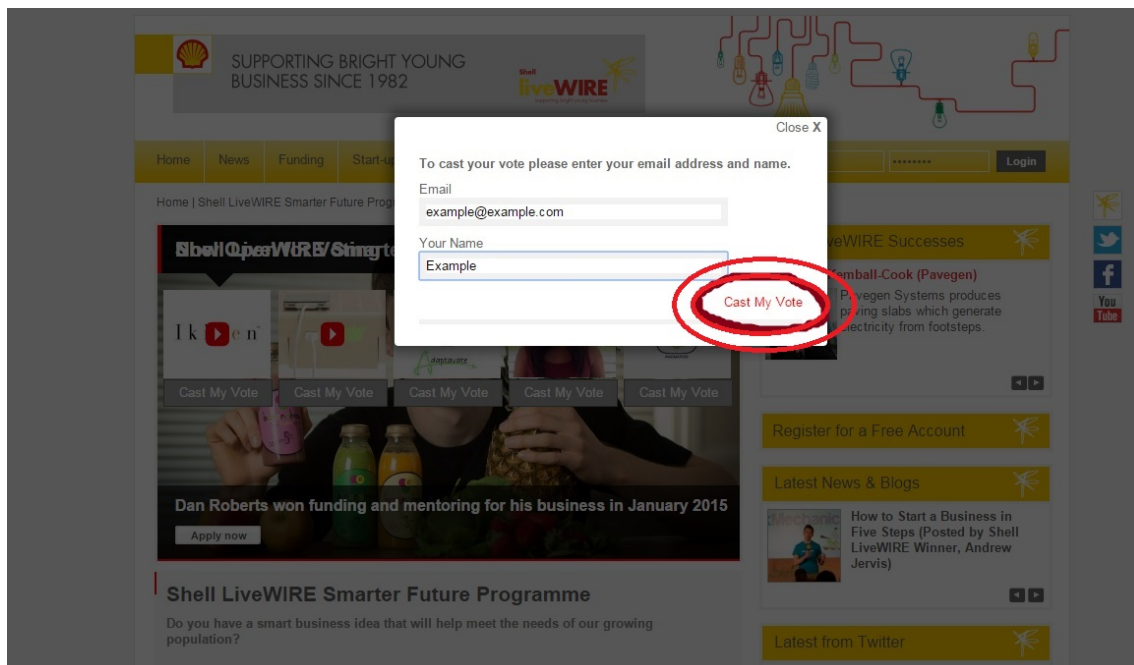 SUPPORTING BRIGHT YOUNG
BUSINESS SINCE 1982
Shell
liveWIRE
Close X
To cast your vote please enter your email address and name.
Email
example@example.com
Your Name
Example
Cast My Vote
Home News Funding Start-u
•••••••• Login
Home | Shell LiveWIRE Smarter Future Prog
eWIRE Successes
emball-Cook (Pavegen)
Pavegen Systems produces
paving slabs which generate
electricity from footsteps.
You
Tube
Cast My Vote Cast My Vote Cast My Vote Cast My Vote Cast My Vote
Dan Roberts won funding and mentoring for his business in January 2015
Apply now
Register for a Free Account
Latest News & Blogs
How to Start a Business in
Five Steps (Posted by Shell
LiveWIRE Winner, Andrew
Jervis)
Shell LiveWIRE Smarter Future Programme
Do you have a smart business idea that will help meet the needs of our growing
population?
Latest from Twitter